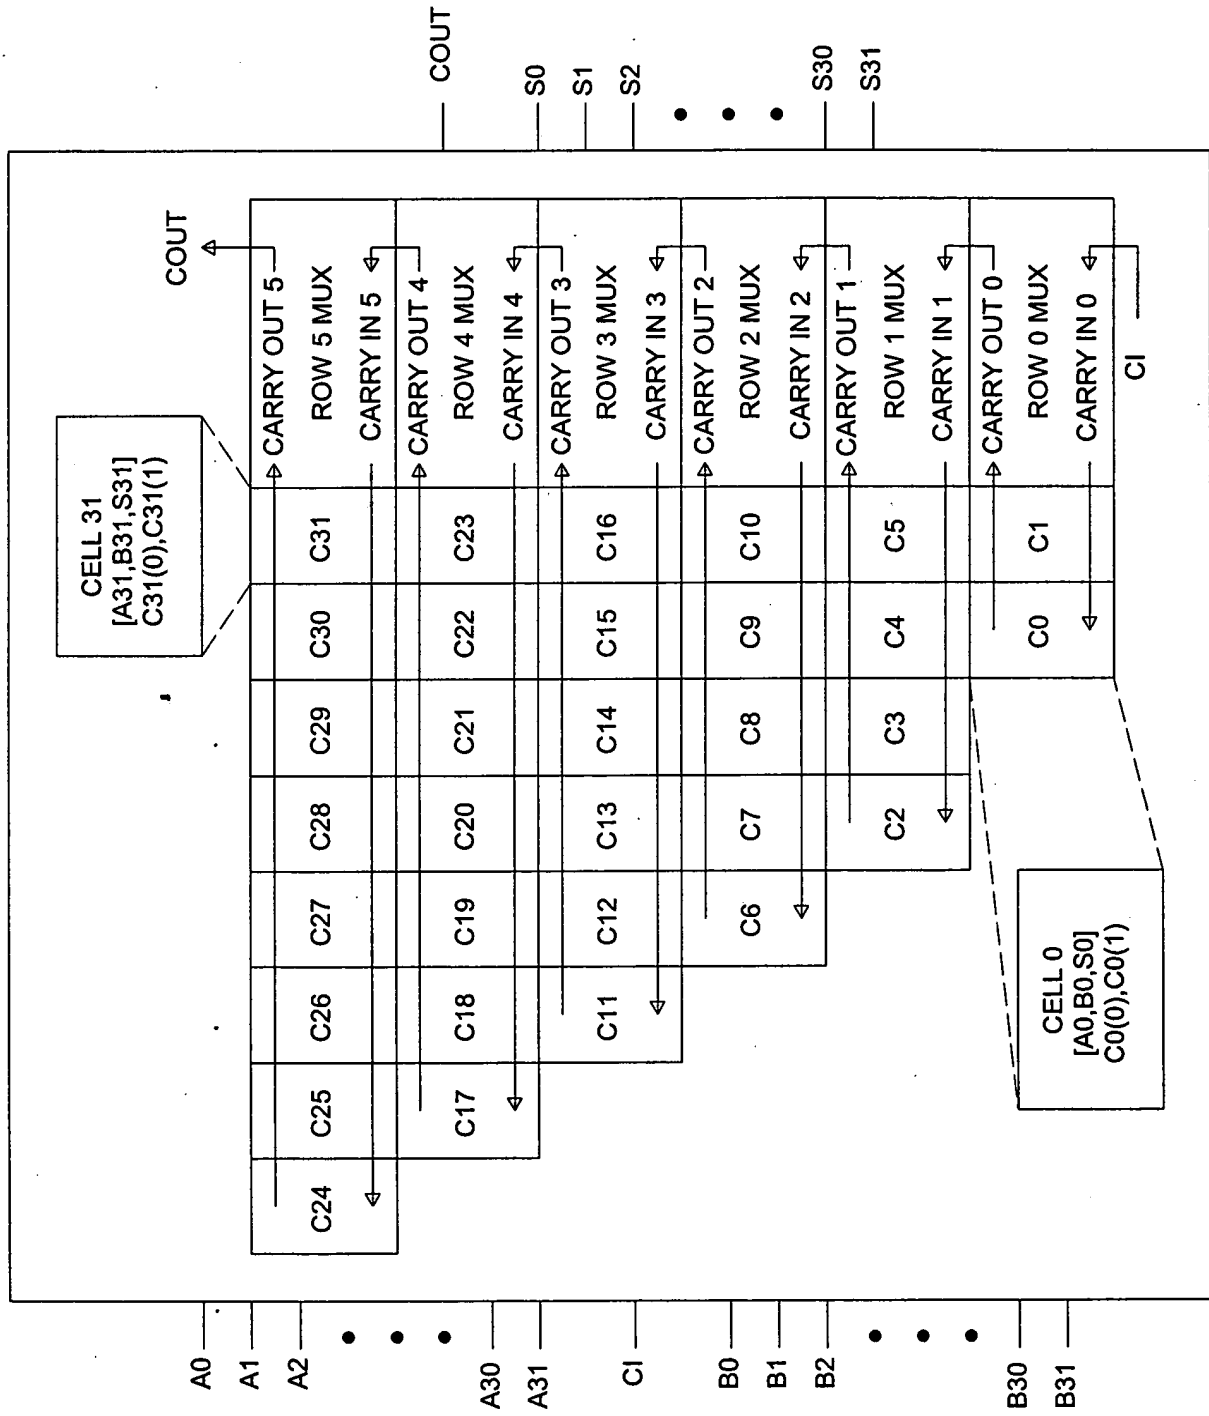 COUT
CARRY OUT 5
ROW 5 MUX
CARRY IN 5
CARRY OUT 4
ROW 4 MUX
CARRY IN 4
CARRY OUT 3
ROW 3 MUX
CARRY IN 3
CARRY OUT 2
ROW 2 MUX
CARRY IN 2
CARRY OUT 1
ROW 1 MUX
CARRY IN 1
CARRY OUT 0
ROW 0 MUX
CARRY IN 0
CI
CELL 31
[A31,B31,S31]
C31(0),C31(1)
C24 C25 C26 C27 C28 C29 C30 C31
C17 C18 C19 C20 C21 C22 C23
C11 C12 C13 C14 C15 C16
C6 C7 C8 C9 C10
C2 C3 C4 C5
C0 C1
CELL 0
[A0,B0,S0]
C0(0),C0(1)
A0
A1
A2
A30
A31
CI
B0
B1
B2
B30
B31
COUT
S0
S1
S2
S30
S31